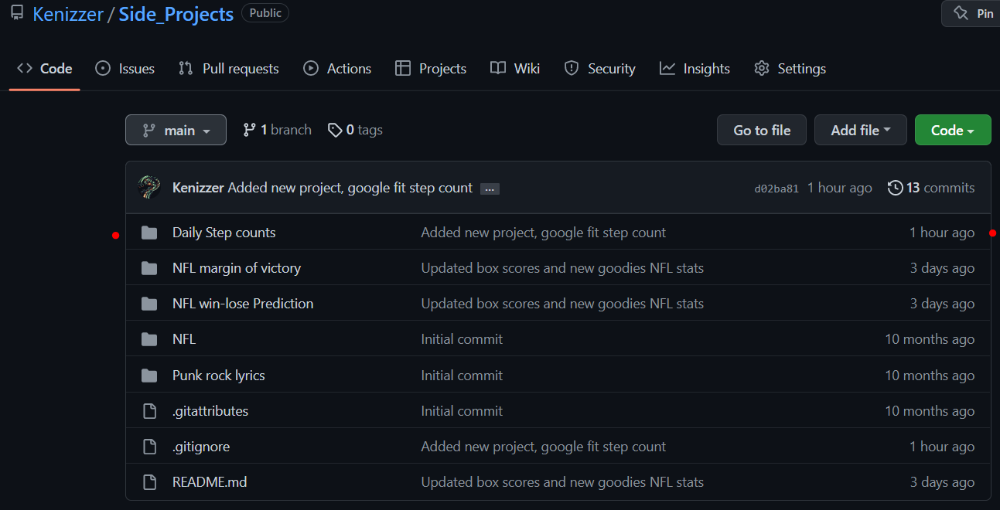 Kenizzer / Side_Projects Public Pin
Code Issues Pull requests Actions Projects Wiki Security Insights Settings
main 1 branch 0 tags Go to file Add file Code
Kenizzer Added new project, google fit step count ... d02ba81 1 hour ago 13 commits
Daily Step counts Added new project, google fit step count 1 hour ago
NFL margin of victory Updated box scores and new goodies NFL stats 3 days ago
NFL win-lose Prediction Updated box scores and new goodies NFL stats 3 days ago
NFL Initial commit 10 months ago
Punk rock lyrics Initial commit 10 months ago
.gitattributes Initial commit 10 months ago
.gitignore Added new project, google fit step count 1 hour ago
README.md Updated box scores and new goodies NFL stats 3 days ago